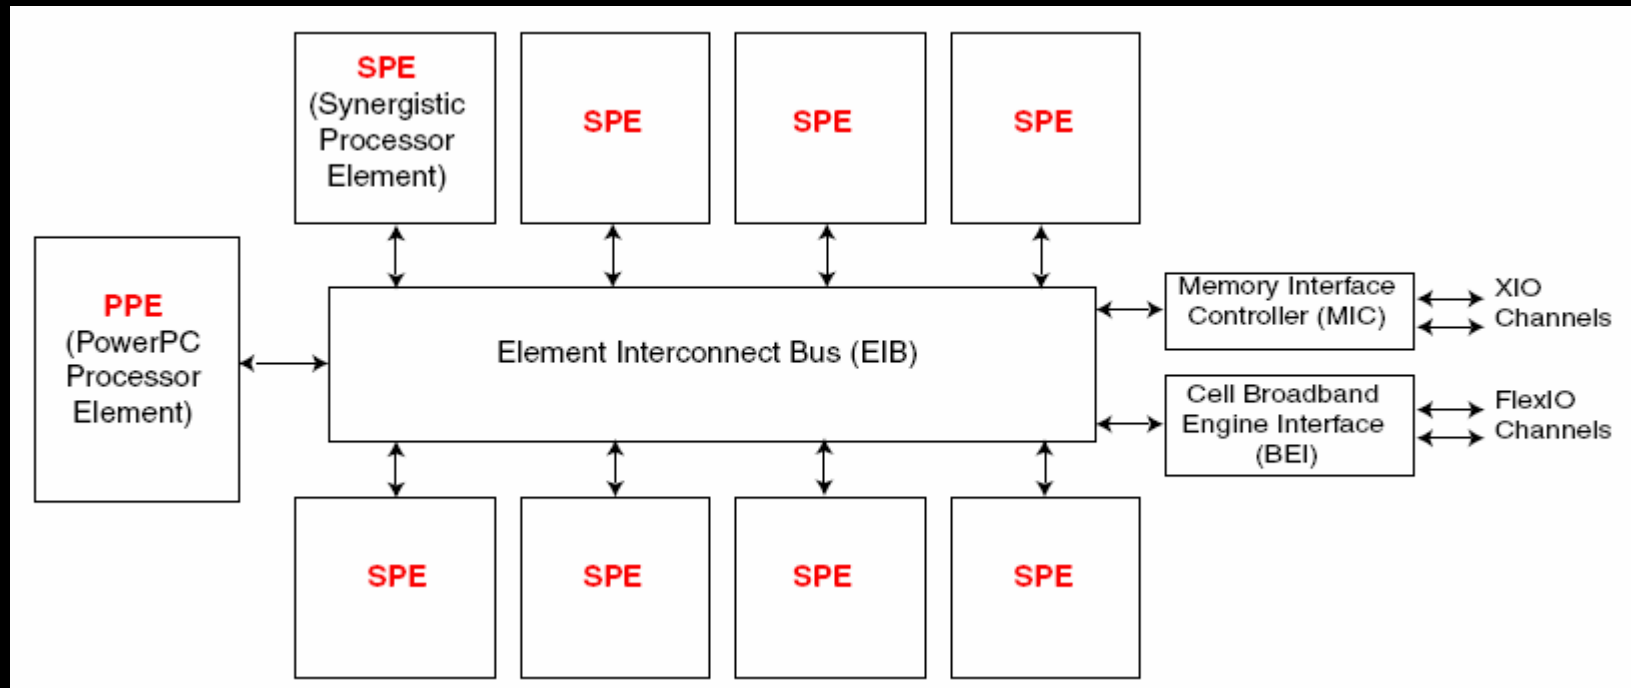 SPE
(Synergistic
Processor
Element)
SPE
SPE
SPE
PPE
(PowerPC
Processor
Element)
Element Interconnect Bus (EIB)
Memory Interface
Controller (MIC)
XIO
Channels
Cell Broadband
Engine Interface
(BEI)
FlexIO
Channels
SPE
SPE
SPE
SPE